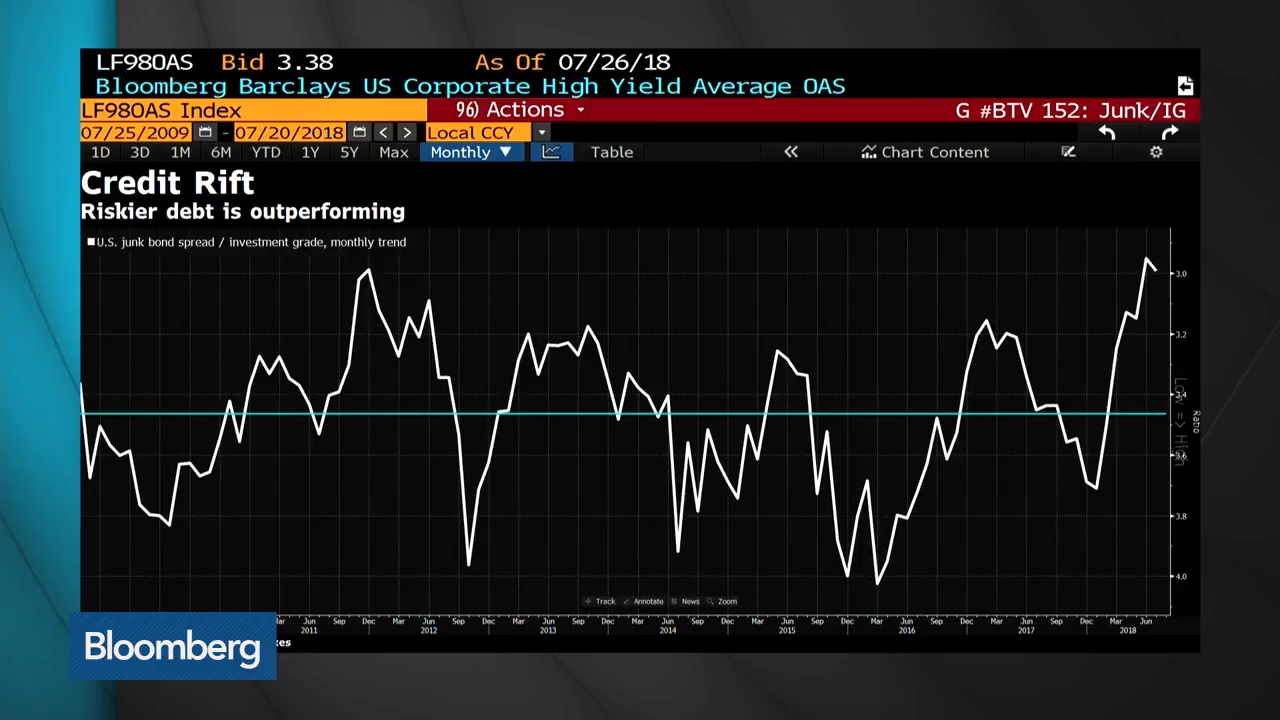 LF98OAS Bid 3.38 As Of 07/26/18
Bloomberg Barclays US Corporate High Yield Average OAS
LF98OAS Index 96) Actions G #BTV 152: Junk/IG
07/25/2009 - 07/20/2018 < > Local CCY
1D 3D 1M 6M YTD 1Y 5Y Max Monthly ▼ Table « Chart Content
Credit Rift
Riskier debt is outperforming
U.S. junk bond spread / investment grade, monthly trend
3.0
3.2
3.4
3.6
3.8
4.0
Low => High
Ratio
Track Annotate News Zoom
Mar Jun Sep Dec Mar Jun Sep Dec Mar Jun Sep Dec Mar Jun Sep Dec Mar Jun Sep Dec Mar Jun Sep Dec Mar Jun Sep Dec Mar Jun
2011 2012 2013 2014 2015 2016 2017 2018
Bloomberg